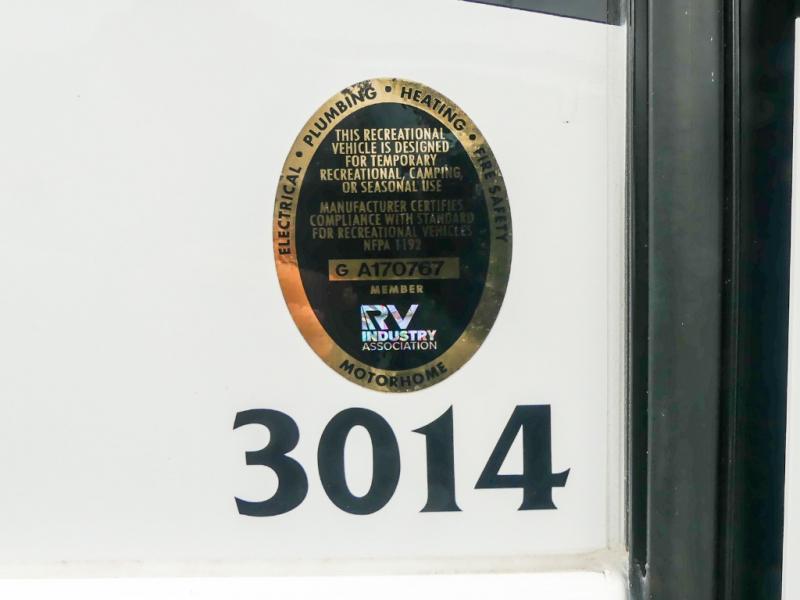 ELECTRICAL • PLUMBING • HEATING • FIRE SAFETY
THIS RECREATIONAL
VEHICLE IS DESIGNED
FOR TEMPORARY
RECREATIONAL, CAMPING,
OR SEASONAL USE
MANUFACTURER CERTIFIES
COMPLIANCE WITH STANDARD
FOR RECREATIONAL VEHICLES
NFPA 1192
G A170767
MEMBER
RV
INDUSTRY
ASSOCIATION
MOTORHOME
3014